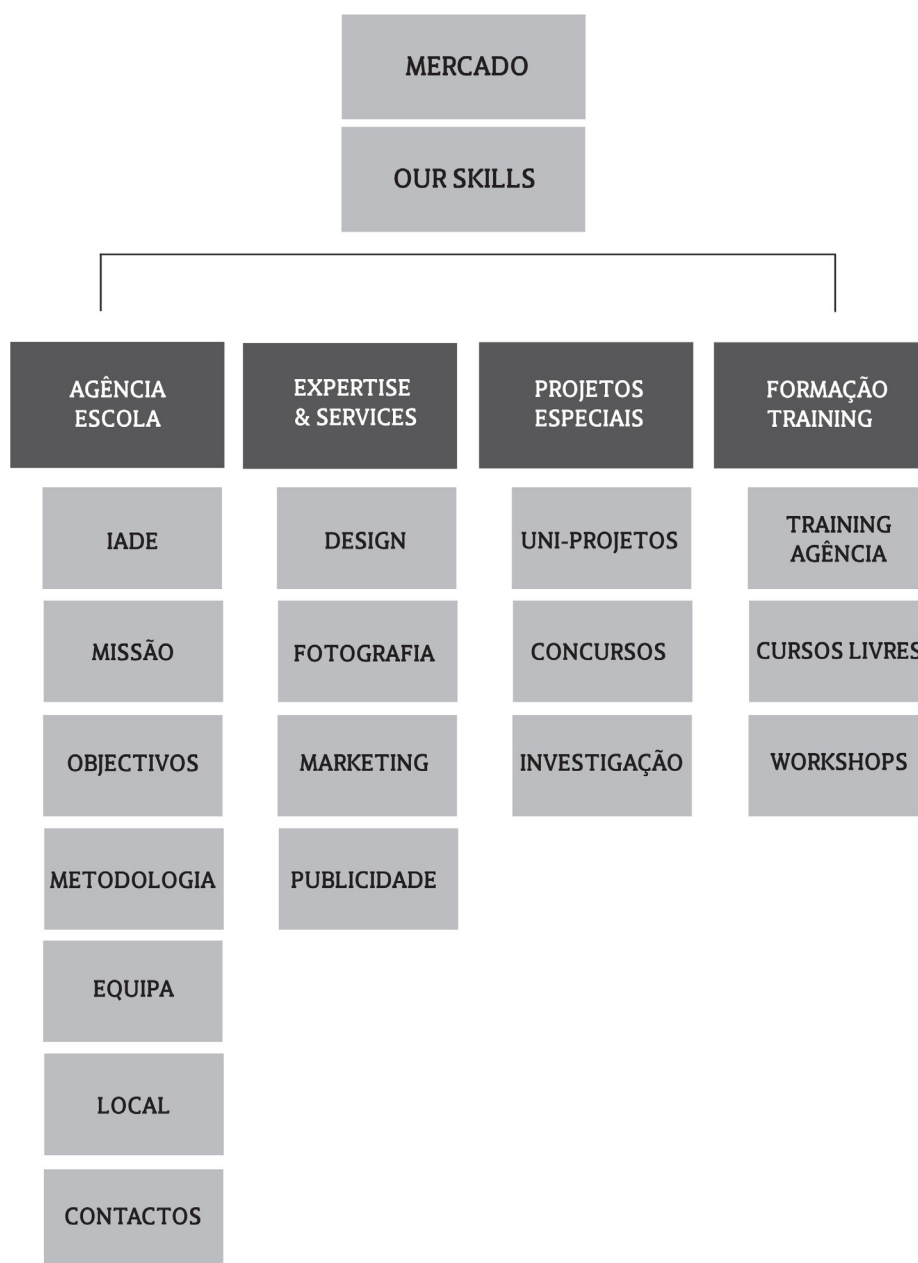 MERCADO
OUR SKILLS
AGÊNCIA
ESCOLA
EXPERTISE
& SERVICES
PROJETOS
ESPECIAIS
FORMAÇÃO
TRAINING
IADE
MISSÃO
OBJECTIVOS
METODOLOGIA
EQUIPA
LOCAL
CONTACTOS
DESIGN
FOTOGRAFIA
MARKETING
PUBLICIDADE
UNI-PROJETOS
CONCURSOS
INVESTIGAÇÃO
TRAINING
AGÊNCIA
CURSOS LIVRES
WORKSHOPS